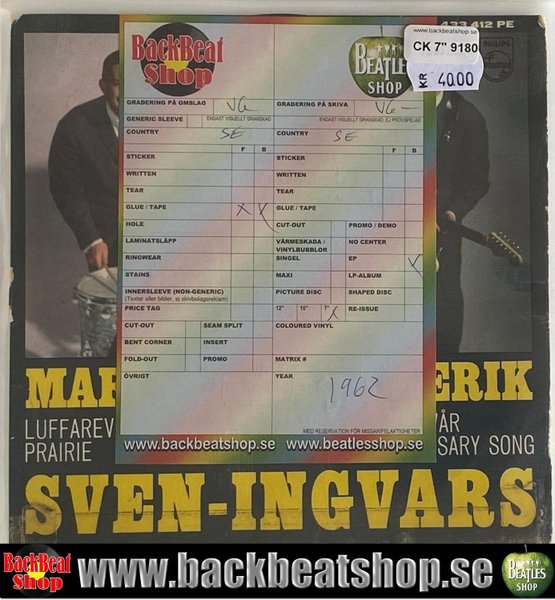 433 412 PE
PHILIPS
www.backbeatshop.se
CK 7" 9180
KR 40.00
BackBeat
Shop
BEATLES
SHOP
GRADERING PÅ OMSLAG VG GRADERING PÅ SKIVA VG-
GENERIC SLEEVE ENDAST VISUELLT GRANSKAD ENDAST VISUELLT GRANSKAD, EJ PROVSPELAD
COUNTRY SE COUNTRY SE
F B F B
STICKER STICKER
WRITTEN WRITTEN
TEAR TEAR
GLUE / TAPE X X GLUE / TAPE
HOLE CUT-OUT PROMO / DEMO
LAMINATSLÄPP VÄRMESKADA / VINYLBUBBLOR NO CENTER
RINGWEAR SINGEL EP
STAINS MAXI LP-ALBUM
INNERSLEEVE (NON-GENERIC) PICTURE DISC SHAPED DISC
(Texter eller bilder, ej skivbolagsreklam)
PRICE TAG 12" 10" 7" X RE-ISSUE
CUT-OUT SEAM SPLIT COLOURED VINYL
BENT CORNER INSERT
FOLD-OUT PROMO MATRIX #
ÖVRIGT YEAR
1962
MED RESERVATION FÖR MISSAR/FELAKTIGHETER
www.backbeatshop.se www.beatlesshop.se
MAR ERIK
LUFFAREV VÅR
PRAIRIE SARY SONG
SVEN-INGVARS
BackBeat
Shop
www.backbeatshop.se
BEATLES
SHOP